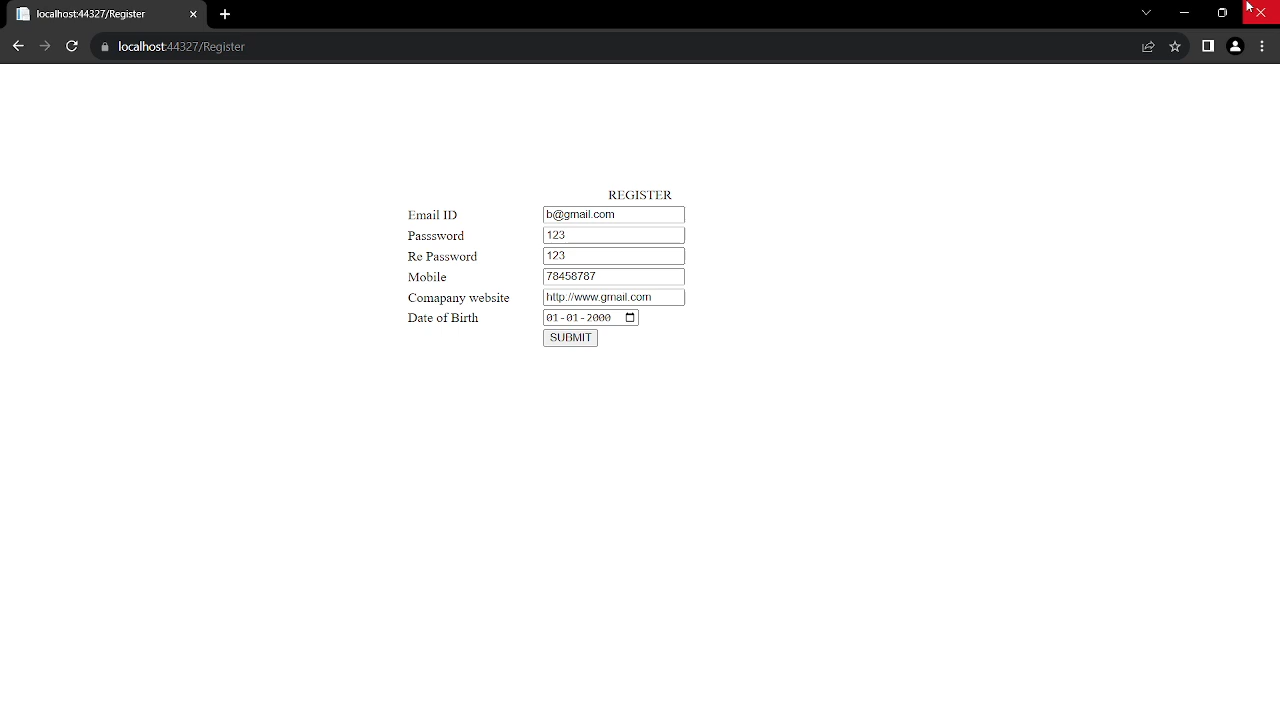 localhost:44327/Register
localhost:44327/Register
REGISTER
Email ID b@gmail.com
Passsword 123
Re Password 123
Mobile 78458787
Comapany website http://www.gmail.com
Date of Birth 01-01-2000
SUBMIT